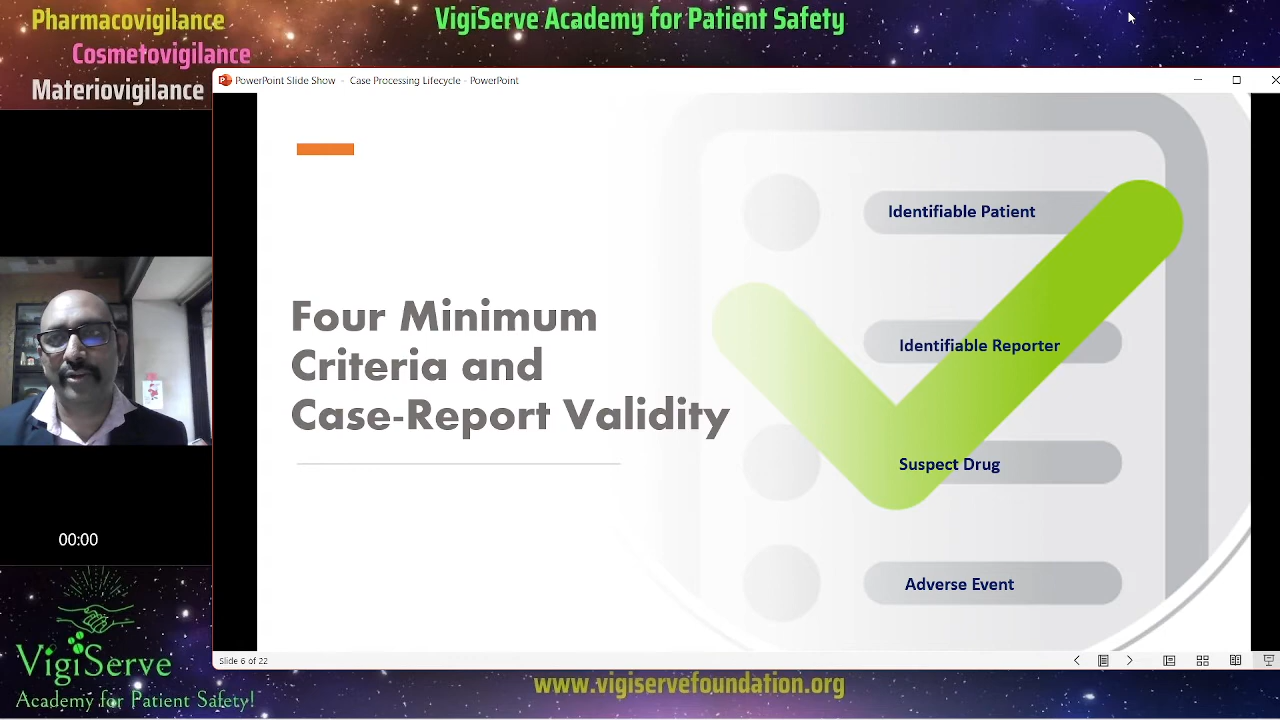 Pharmacovigilance
Cosmetovigilance
Materiovigilance
VigiServe Academy for Patient Safety
PowerPoint Slide Show - Case Processing Lifecycle - PowerPoint
Four Minimum
Criteria and
Case-Report Validity
Identifiable Patient
Identifiable Reporter
Suspect Drug
Adverse Event
00:00
VigiServe
Academy for Patient Safety!
Slide 6 of 22
www.vigiservefoundation.org